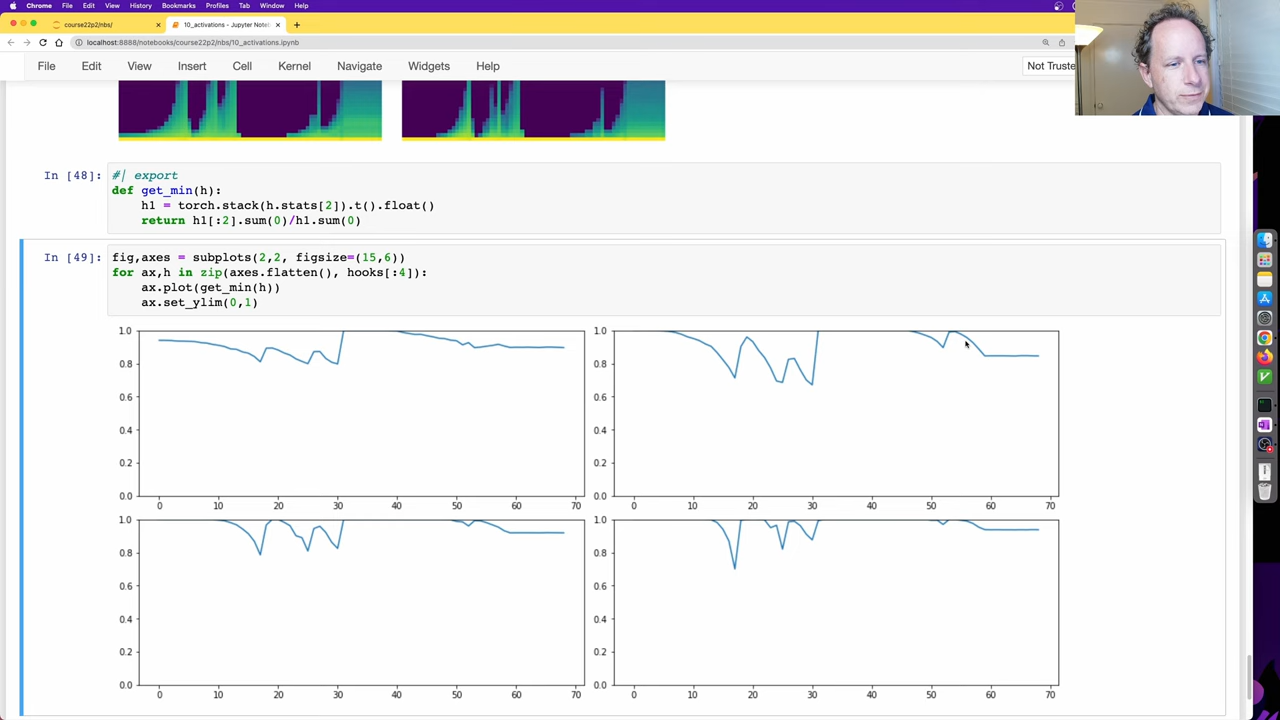 Chrome File Edit View History Bookmarks Profiles Tab Window Help
course22p2/nbs/
10_activations - Jupyter Note
localhost:8888/notebooks/course22p2/nbs/10_activations.ipynb
File Edit View Insert Cell Kernel Navigate Widgets Help
Not Truste
In [48]:
#| export
def get_min(h):
h1 = torch.stack(h.stats[2]).t().float()
return h1[:2].sum(0)/h1.sum(0)
In [49]:
fig,axes = subplots(2,2, figsize=(15,6))
for ax,h in zip(axes.flatten(), hooks[:4]):
ax.plot(get_min(h))
ax.set_ylim(0,1)
1.0
0.8
0.6
0.4
0.2
0.0
0 10 20 30 40 50 60 70
1.0
0.8
0.6
0.4
0.2
0.0
0 10 20 30 40 50 60 70
1.0
0.8
0.6
0.4
0.2
0.0
0 10 20 30 40 50 60 70
1.0
0.8
0.6
0.4
0.2
0.0
0 10 20 30 40 50 60 70